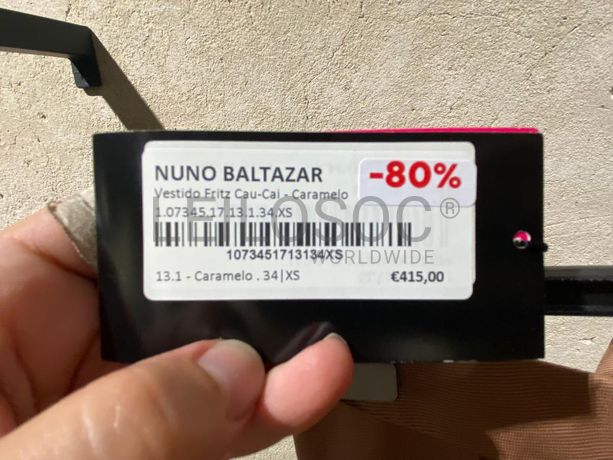 NUNO BALTAZAR
-80%
Vestido Fritz Cau-Cai - Caramelo
1.07345.17.13.1.34.XS
LEILOSOC®
WORLDWIDE
1073451713134XS
13.1 - Caramelo . 34|XS
€415,00